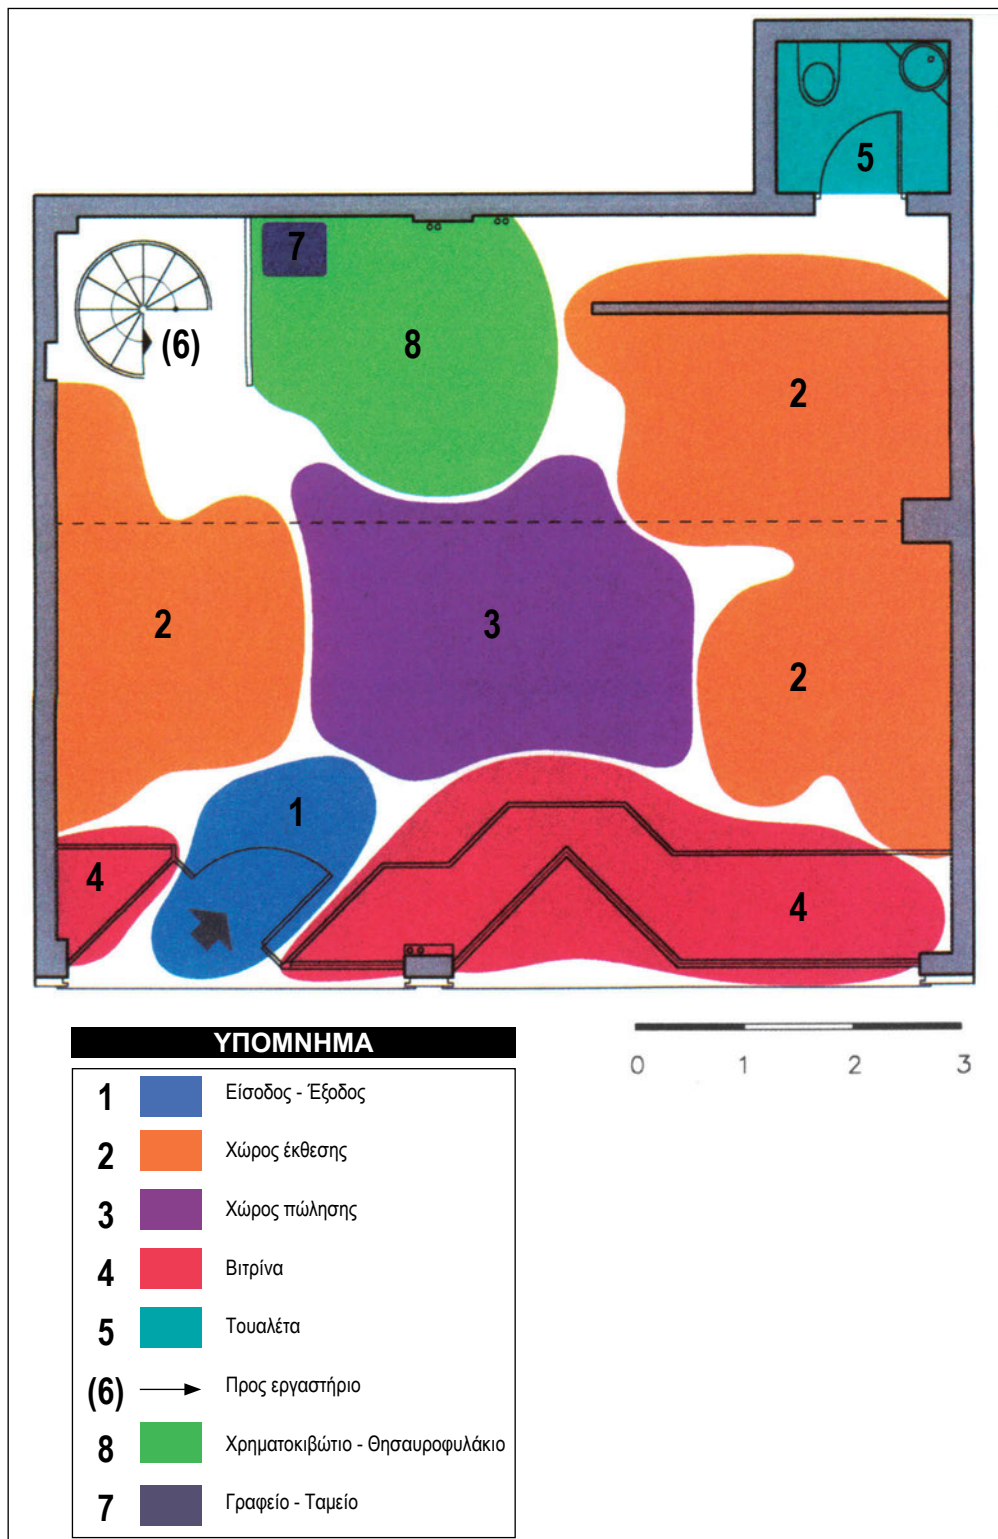 5
7
(6)
8
2
2
3
2
1
4
4
ΥΠΟΜΝΗΜΑ
0 1 2 3
1 Είσοδος - Έξοδος
2 Χώρος έκθεσης
3 Χώρος πώλησης
4 Βιτρίνα
5 Τουαλέτα
(6) Προς εργαστήριο
8 Χρηματοκιβώτιο - Θησαυροφυλάκιο
7 Γραφείο - Ταμείο